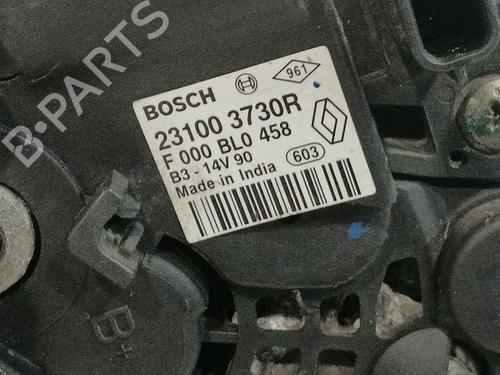 B-PARTS
BOSCH
961
23100 3730R
F 000 BL0 458
B3 - 14V 90
603
Made in India
B+